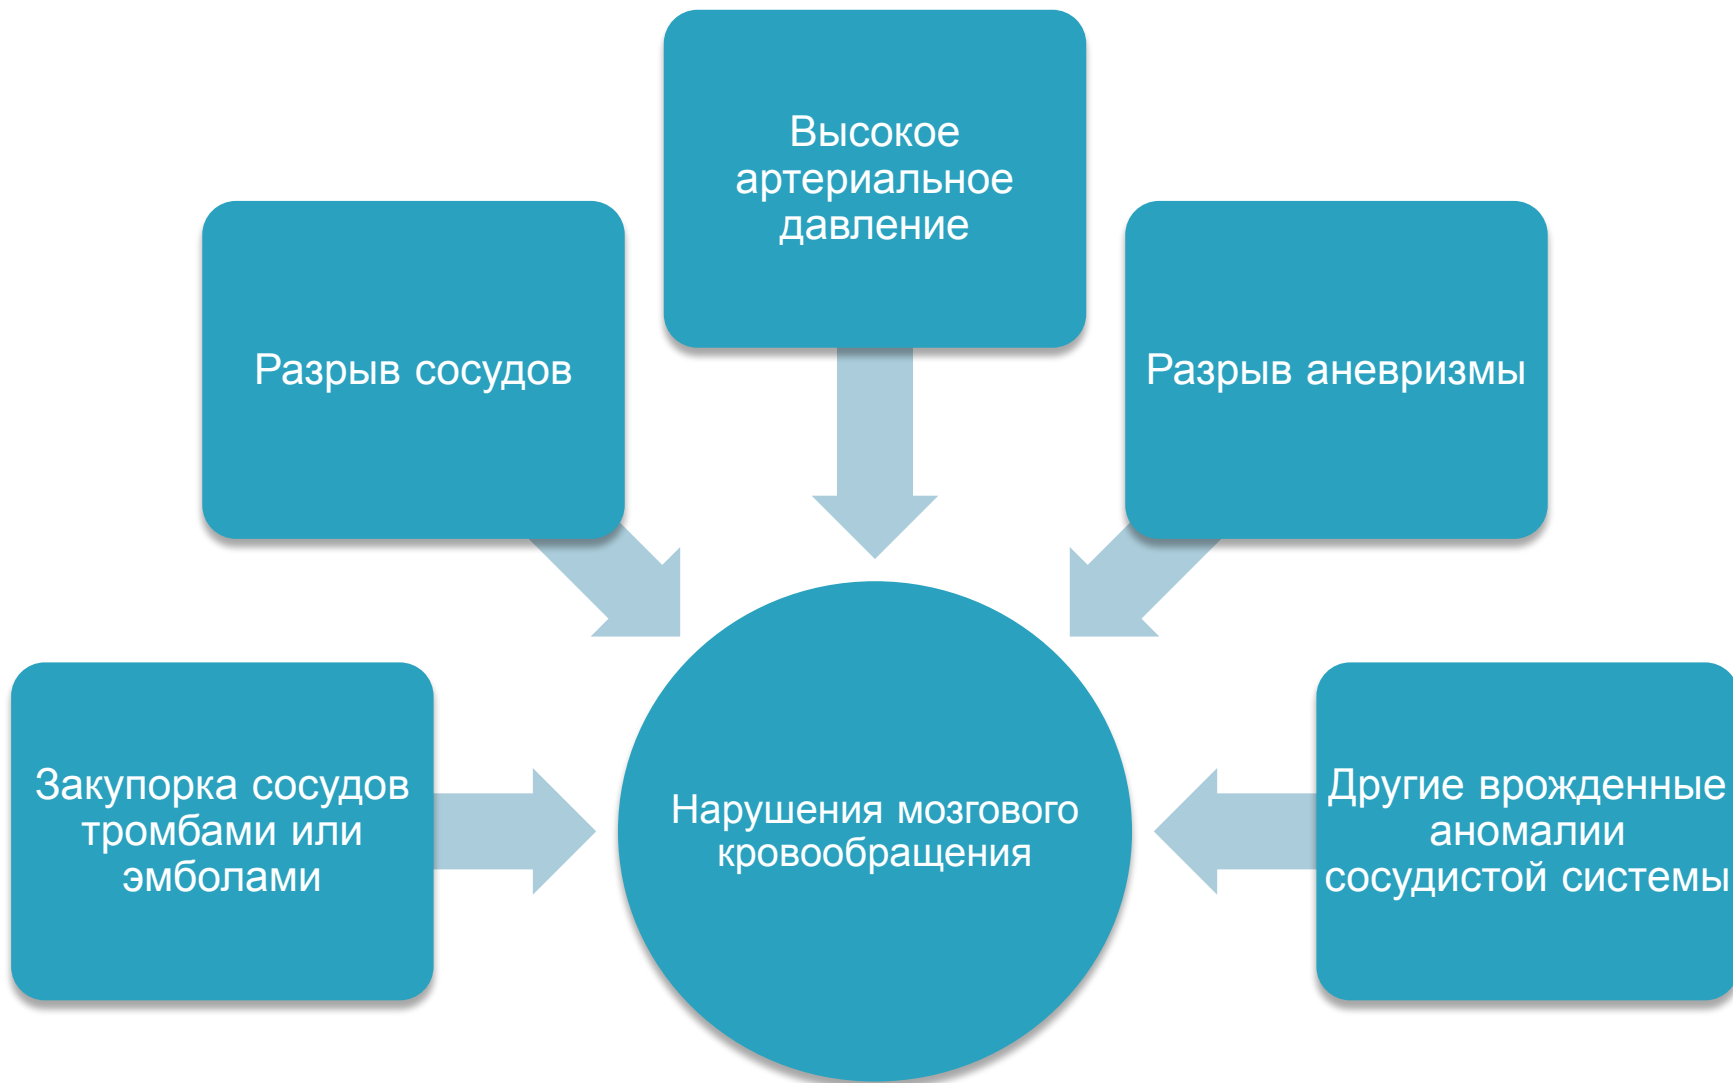 Высокое
артериальное
давление
Разрыв сосудов
Разрыв аневризмы
Закупорка сосудов
тромбами или
эмболами
Нарушения мозгового
кровообращения
Другие врожденные
аномалии
сосудистой системы